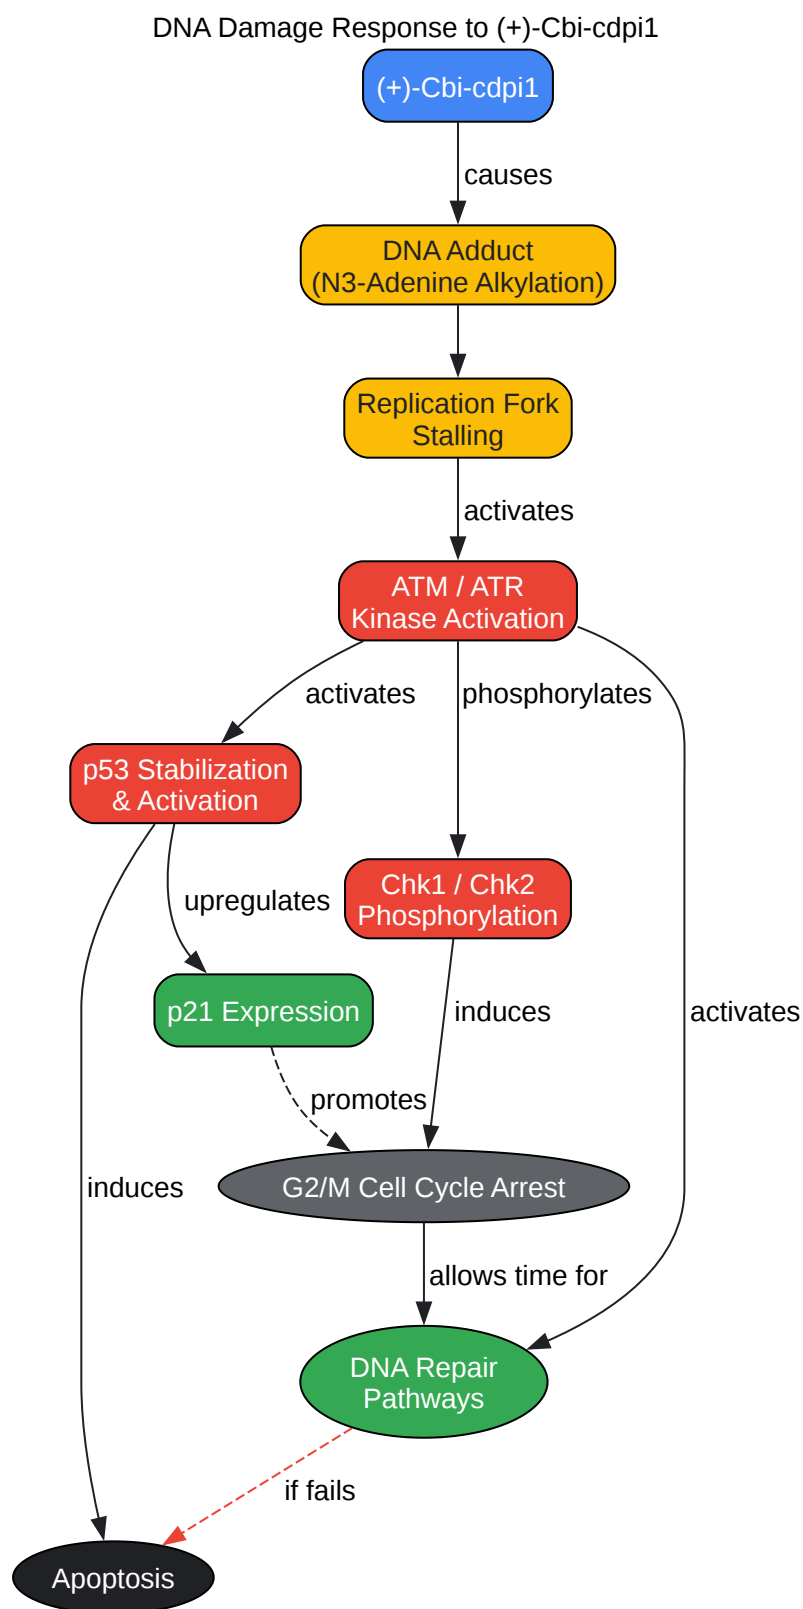 DNA Damage Response to (+)-Cbi-cdpi1
(+)-Cbi-cdpi1
causes
DNA Adduct
(N3-Adenine Alkylation)
Replication Fork
Stalling
activates
ATM / ATR
Kinase Activation
activates
phosphorylates
p53 Stabilization
& Activation
Chk1 / Chk2
Phosphorylation
upregulates
p21 Expression
induces
activates
promotes
induces
G2/M Cell Cycle Arrest
allows time for
DNA Repair
Pathways
if fails
Apoptosis